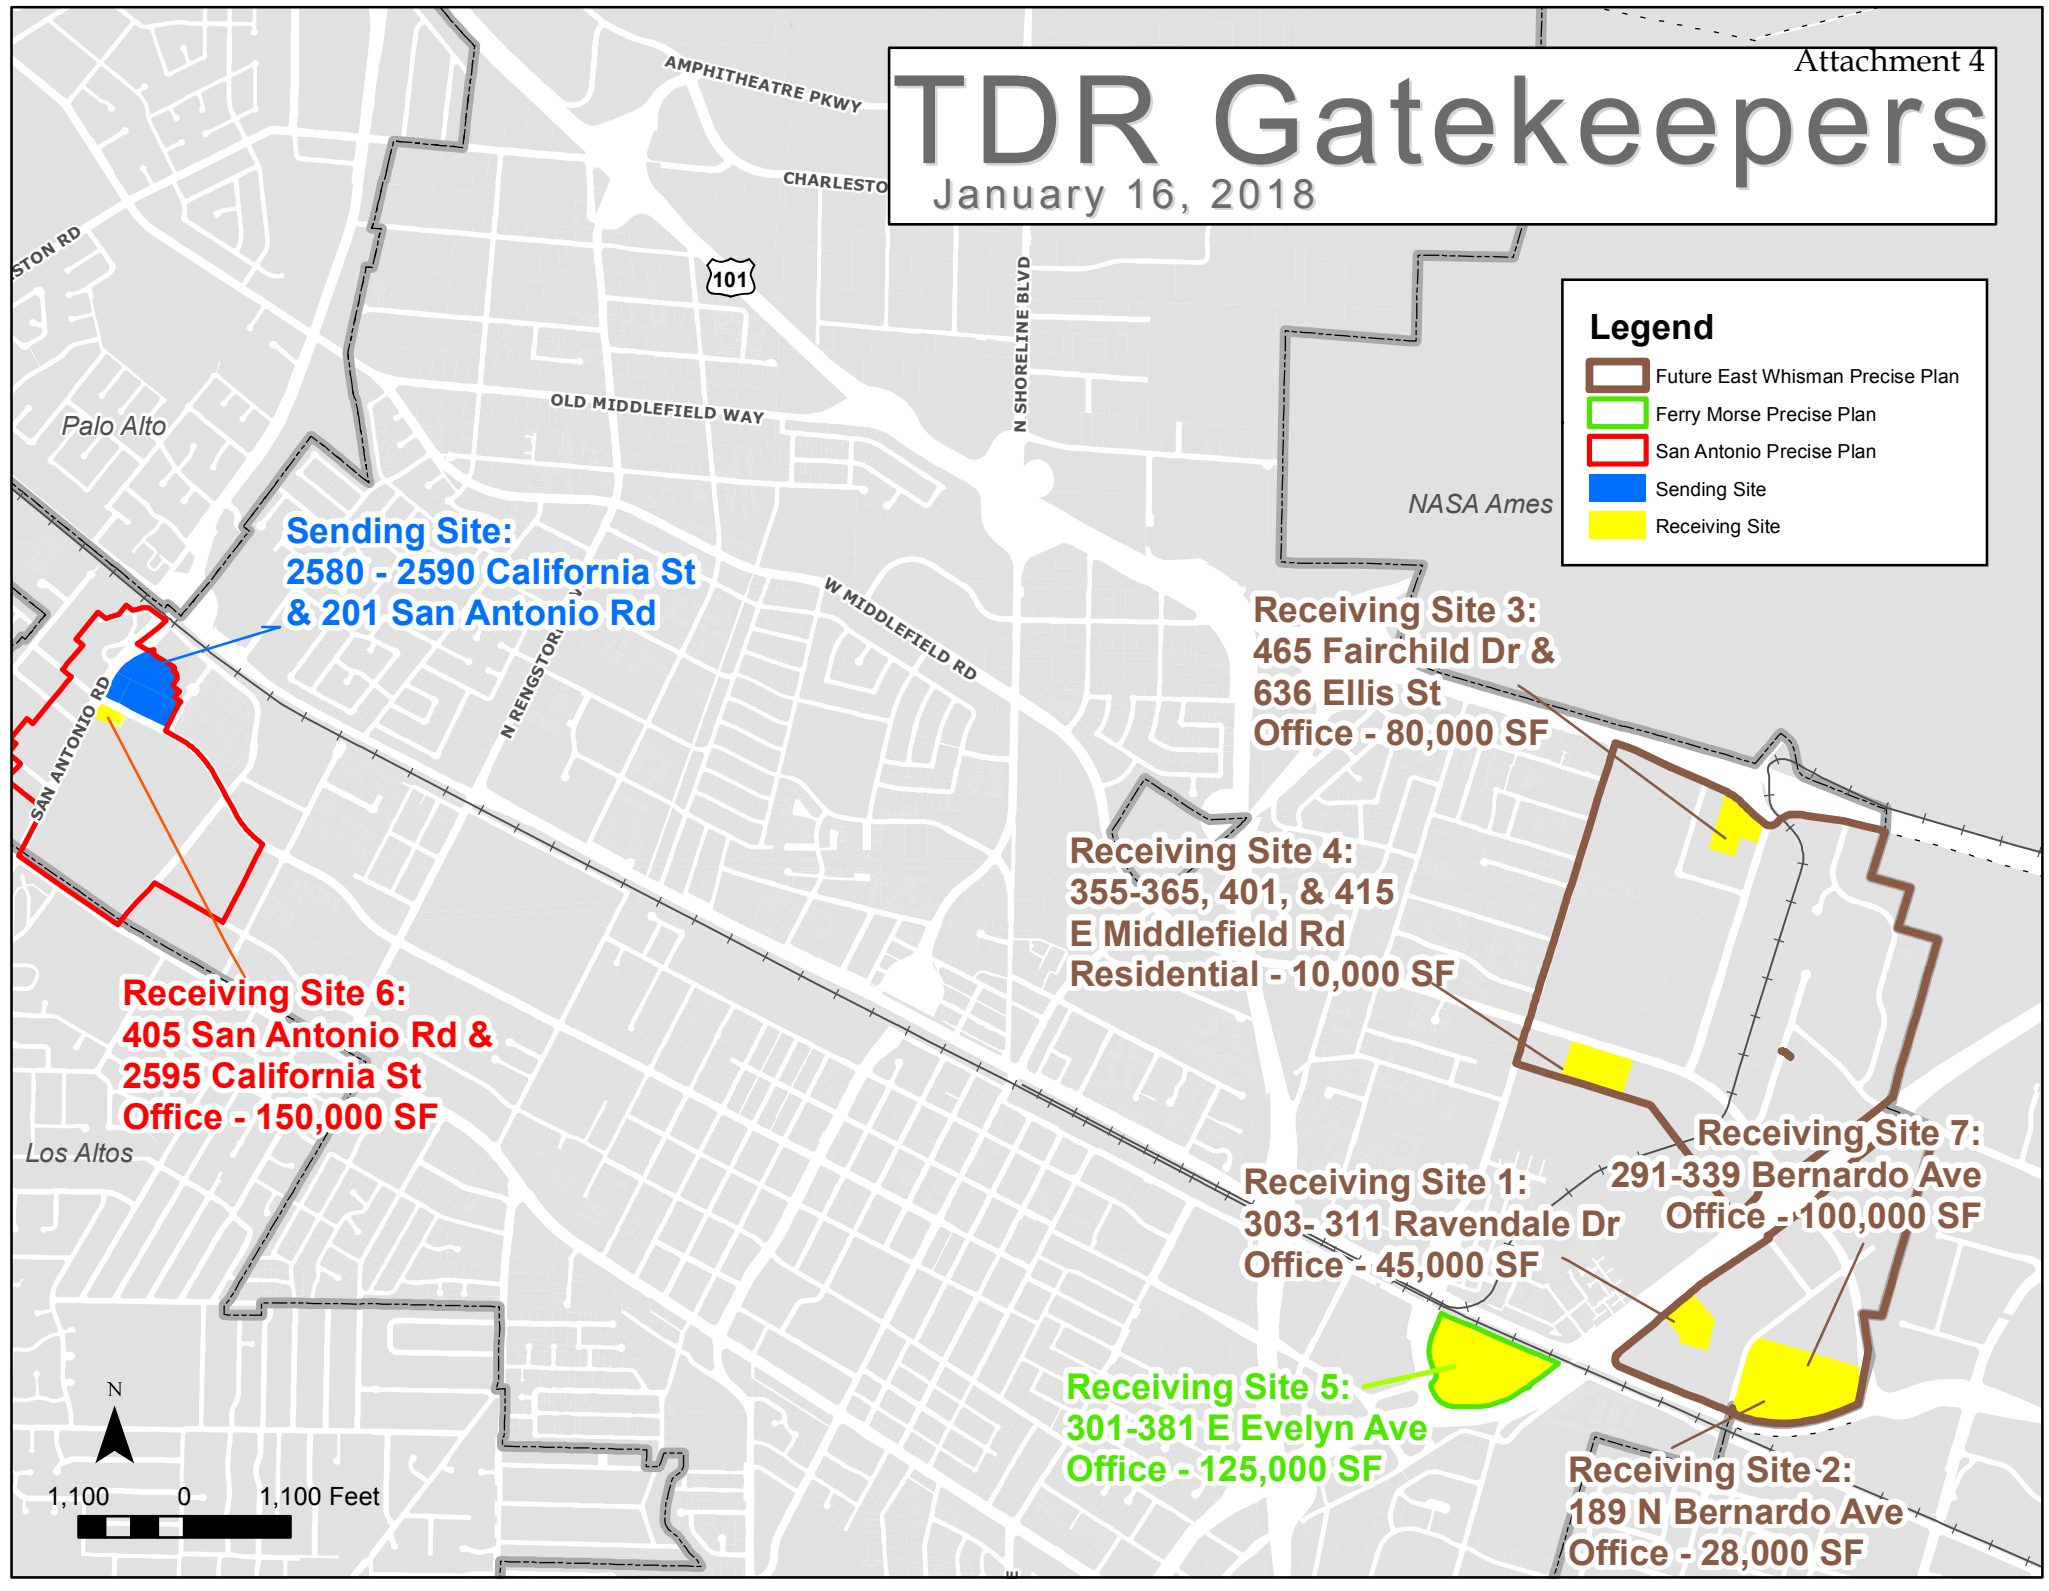 Attachment 4
TDR Gatekeepers
January 16, 2018
AMPHITHEATRE PKWY
CHARLESTO
STON RD
101
N SHORELINE BLVD
Legend
Future East Whisman Precise Plan
Ferry Morse Precise Plan
San Antonio Precise Plan
Sending Site
Receiving Site
OLD MIDDLEFIELD WAY
Palo Alto
NASA Ames
Sending Site:
2580 - 2590 California St
& 201 San Antonio Rd
W MIDDLEFIELD RD
N RENGSTOR
SAN ANTONIO RD
Receiving Site 3:
465 Fairchild Dr &
636 Ellis St
Office - 80,000 SF
Receiving Site 4:
355-365, 401, & 415
E Middlefield Rd
Residential - 10,000 SF
Receiving Site 6:
405 San Antonio Rd &
2595 California St
Office - 150,000 SF
Los Altos
Receiving Site 7:
291-339 Bernardo Ave
Office - 100,000 SF
Receiving Site 1:
303- 311 Ravendale Dr
Office - 45,000 SF
Receiving Site 5:
301-381 E Evelyn Ave
Office - 125,000 SF
Receiving Site 2:
189 N Bernardo Ave
Office - 28,000 SF
N
1,100 0 1,100 Feet